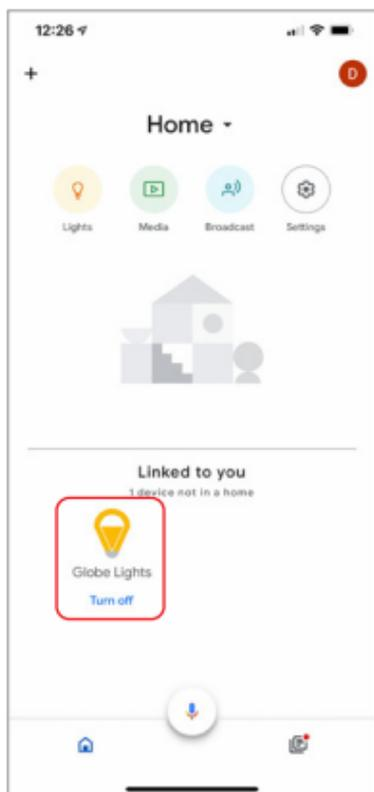 12:26
+
D
Home
Lights Media Broadcast Settings
Linked to you
1 device not in a home
Globe Lights
Turn off